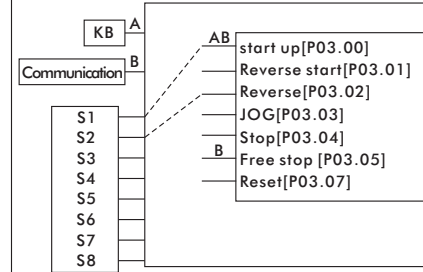 KB A
Communication B
S1
S2
S3
S4
S5
S6
S7
S8
AB start up[P03.00]
Reverse start[P03.01]
Reverse[P03.02]
JOG[P03.03]
Stop[P03.04]
B Free stop [P03.05]
Reset[P03.07]